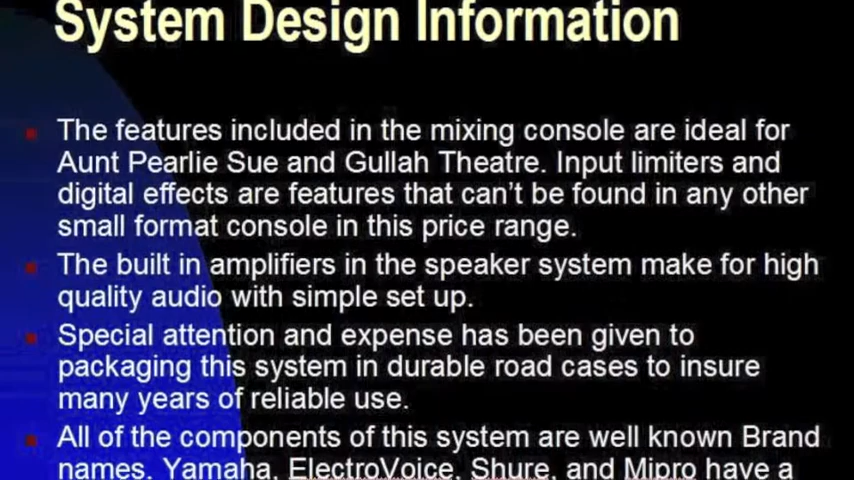 System Design Information
The features included in the mixing console are ideal for
Aunt Pearlie Sue and Gullah Theatre. Input limiters and
digital effects are features that can't be found in any other
small format console in this price range.
The built in amplifiers in the speaker system make for high
quality audio with simple set up.
Special attention and expense has been given to
packaging this system in durable road cases to insure
many years of reliable use.
All of the components of this system are well known Brand
names. Yamaha, ElectroVoice, Shure, and Mipro have a